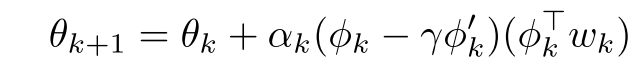 θ_{k+1} = θ_k + α_k(ϕ_k − γϕ′_k)(ϕ_k^⊤ w_k)